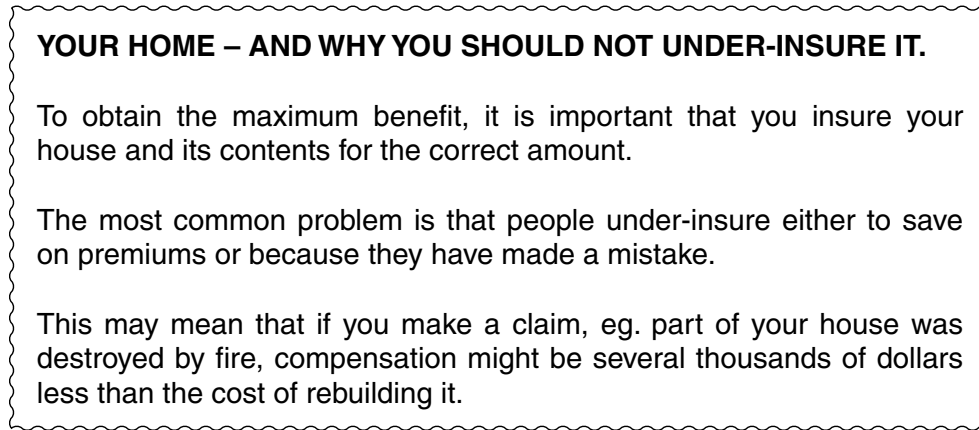 YOUR HOME – AND WHY YOU SHOULD NOT UNDER-INSURE IT.
To obtain the maximum benefit, it is important that you insure your
house and its contents for the correct amount.
The most common problem is that people under-insure either to save
on premiums or because they have made a mistake.
This may mean that if you make a claim, eg. part of your house was
destroyed by fire, compensation might be several thousands of dollars
less than the cost of rebuilding it.